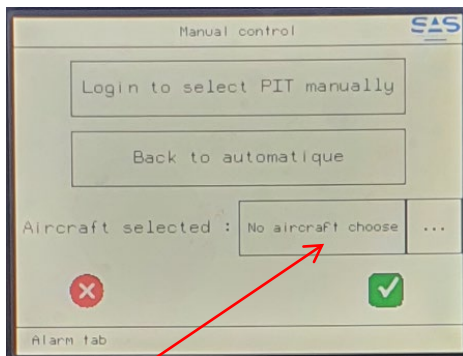 Manual control
SAS
Login to select PIT manually
Back to automatique
Aircraft selected : No aircraft choose ...
Alarm tab